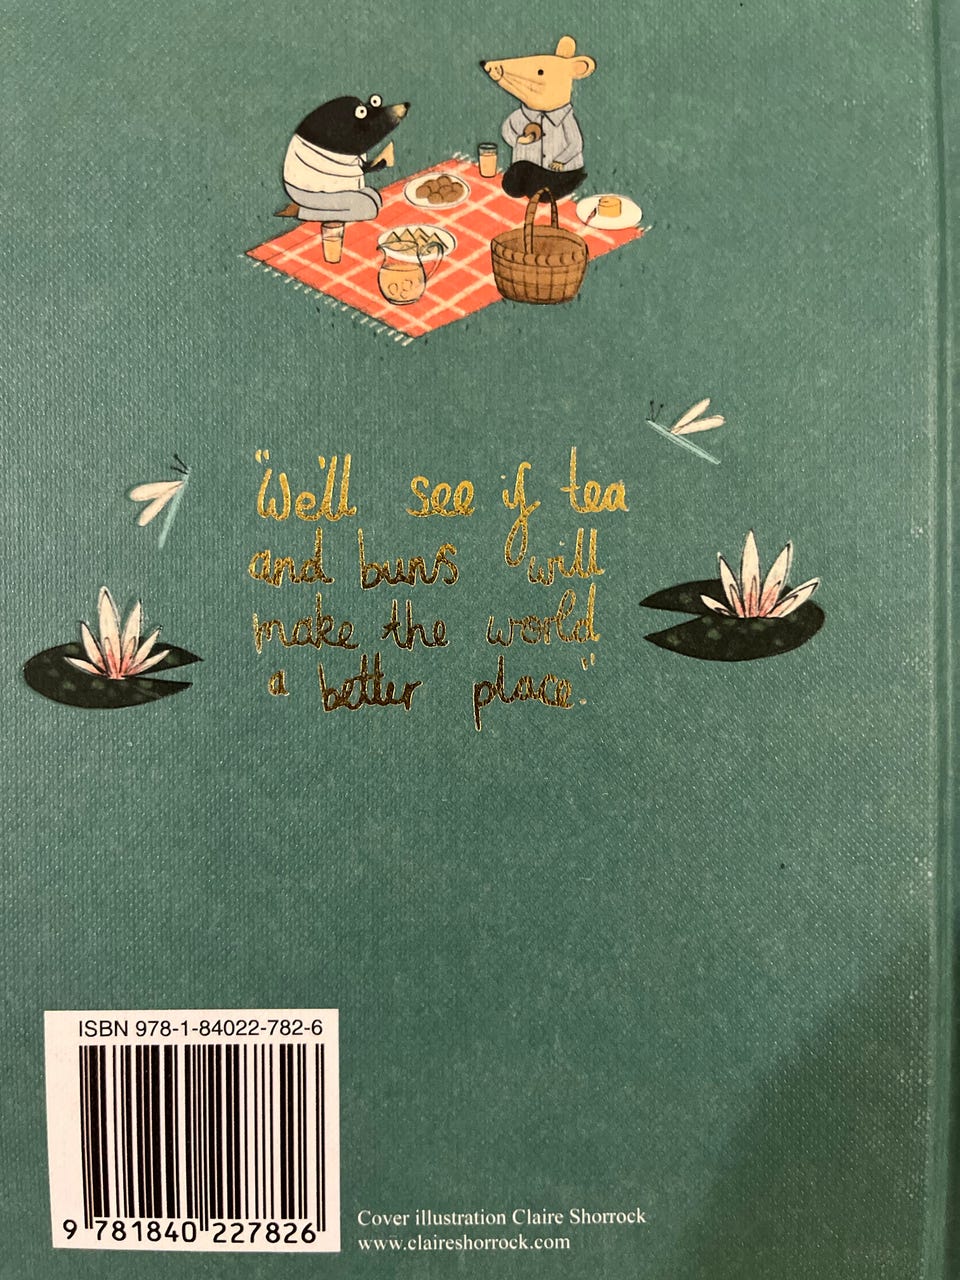 "We'll see if tea
and buns will
make the world
a better place."
ISBN 978-1-84022-782-6
9 781840 227826
Cover illustration Claire Shorrock
www.claireshorrock.com